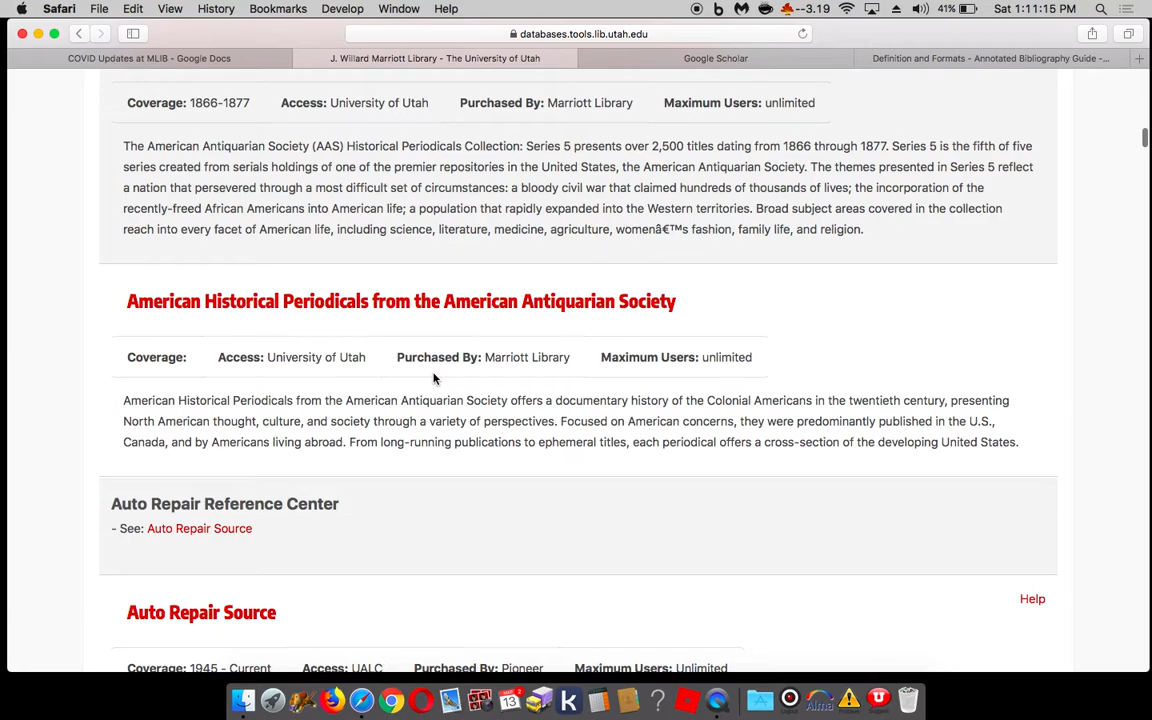 Safari File Edit View History Bookmarks Develop Window Help --3.19 41% Sat 1:11:15 PM
databases.tools.lib.utah.edu
COVID Updates at MLIB - Google Docs J. Willard Marriott Library - The University of Utah Google Scholar Definition and Formats - Annotated Bibliography Guide -...
Coverage: 1866-1877 Access: University of Utah Purchased By: Marriott Library Maximum Users: unlimited
The American Antiquarian Society (AAS) Historical Periodicals Collection: Series 5 presents over 2,500 titles dating from 1866 through 1877. Series 5 is the fifth of five
series created from serials holdings of one of the premier repositories in the United States, the American Antiquarian Society. The themes presented in Series 5 reflect
a nation that persevered through a most difficult set of circumstances: a bloody civil war that claimed hundreds of thousands of lives; the incorporation of the
recently-freed African Americans into American life; a population that rapidly expanded into the Western territories. Broad subject areas covered in the collection
reach into every facet of American life, including science, literature, medicine, agriculture, womenâ€™s fashion, family life, and religion.
American Historical Periodicals from the American Antiquarian Society
Coverage: Access: University of Utah Purchased By: Marriott Library Maximum Users: unlimited
American Historical Periodicals from the American Antiquarian Society offers a documentary history of the Colonial Americans in the twentieth century, presenting
North American thought, culture, and society through a variety of perspectives. Focused on American concerns, they were predominantly published in the U.S.,
Canada, and by Americans living abroad. From long-running publications to ephemeral titles, each periodical offers a cross-section of the developing United States.
Auto Repair Reference Center
- See: Auto Repair Source
Help
Auto Repair Source
Coverage: 1945 - Current Access: UALC Purchased By: Pioneer Maximum Users: Unlimited
13
Alma